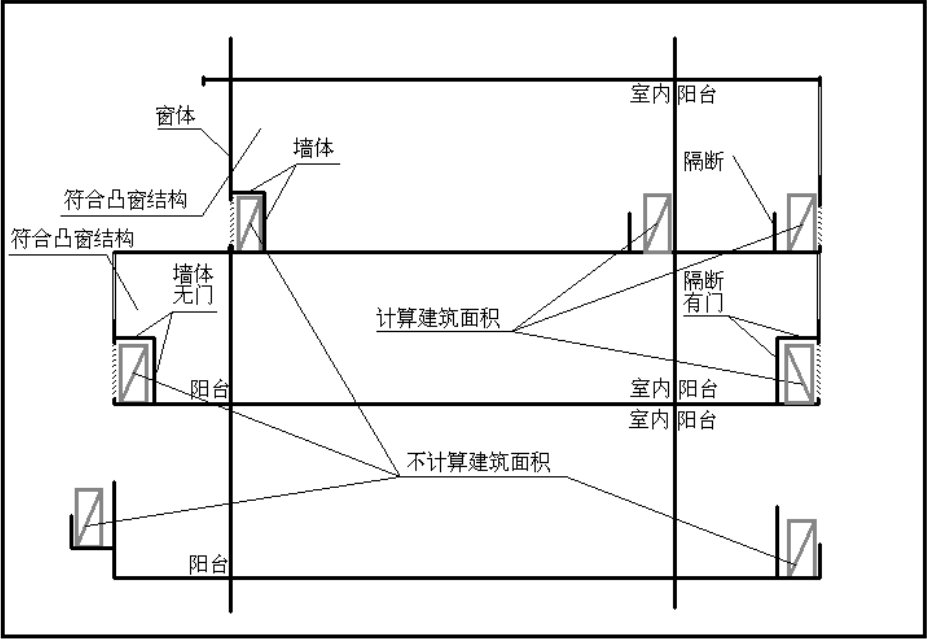 室内 阳台
窗体
墙体
隔断
符合凸窗结构
符合凸窗结构
墙体
无门
隔断
有门
计算建筑面积
阳台
室内 阳台
室内 阳台
不计算建筑面积
阳台